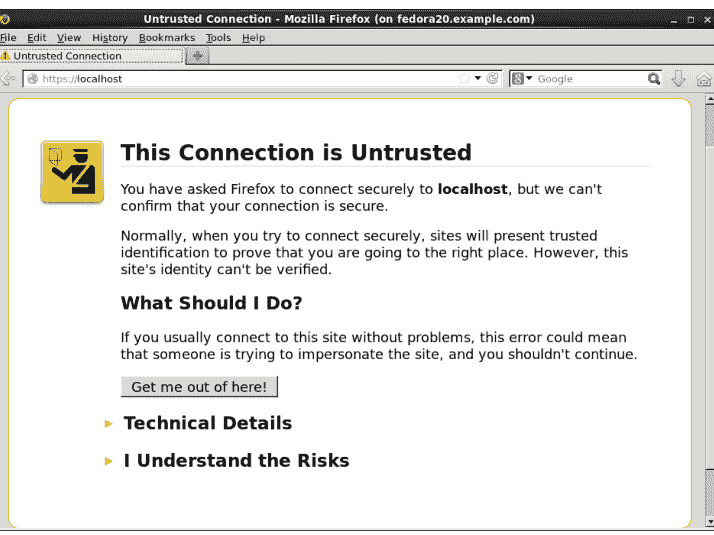 Untrusted Connection - Mozilla Firefox (on fedora20.example.com)
File Edit View History Bookmarks Tools Help
Untrusted Connection
https://localhost
Google
This Connection is Untrusted
You have asked Firefox to connect securely to localhost, but we can't
confirm that your connection is secure.
Normally, when you try to connect securely, sites will present trusted
identification to prove that you are going to the right place. However, this
site's identity can't be verified.
What Should I Do?
If you usually connect to this site without problems, this error could mean
that someone is trying to impersonate the site, and you shouldn't continue.
Get me out of here!
Technical Details
I Understand the Risks